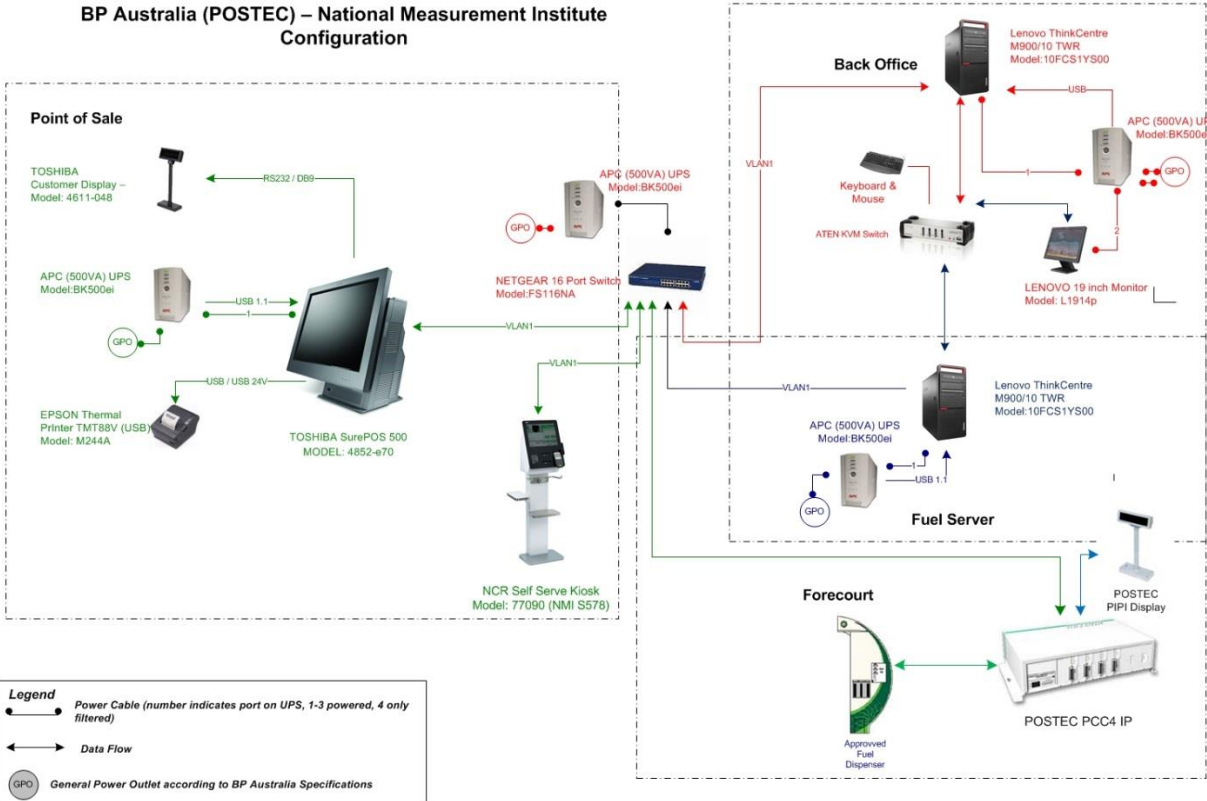 BP Australia (POSTEC) – National Measurement Institute
Configuration
Point of Sale
TOSHIBA
Customer Display –
Model: 4611-048
RS232 / DB9
APC (500VA) UPS
Model:BK500ei
GPO
USB 1.1
1
USB / USB 24V
EPSON Thermal
Printer TMT88V (USB)
Model: M244A
TOSHIBA SurePOS 500
MODEL: 4852-e70
APC (500VA) UPS
Model:BK500ei
GPO
NETGEAR 16 Port Switch
Model:FS116NA
VLAN1
VLAN1
NCR Self Serve Kiosk
Model: 77090 (NMI S578)
Back Office
Lenovo ThinkCentre
M900/10 TWR
Model:10FCS1YS00
USB
VLAN1
APC (500VA) UP
Model:BK500e
GPO
1
2
Keyboard &
Mouse
ATEN KVM Switch
LENOVO 19 inch Monitor
Model: L1914p
VLAN1
Lenovo ThinkCentre
M900/10 TWR
Model:10FCS1YS00
APC (500VA) UPS
Model:BK500ei
1
USB 1.1
GPO
Fuel Server
Forecourt
POSTEC
PIPI Display
POSTEC PCC4 IP
Approvved
Fuel
Dispenser
Legend
Power Cable (number indicates port on UPS, 1-3 powered, 4 only
filtered)
Data Flow
GPO
General Power Outlet according to BP Australia Specifications